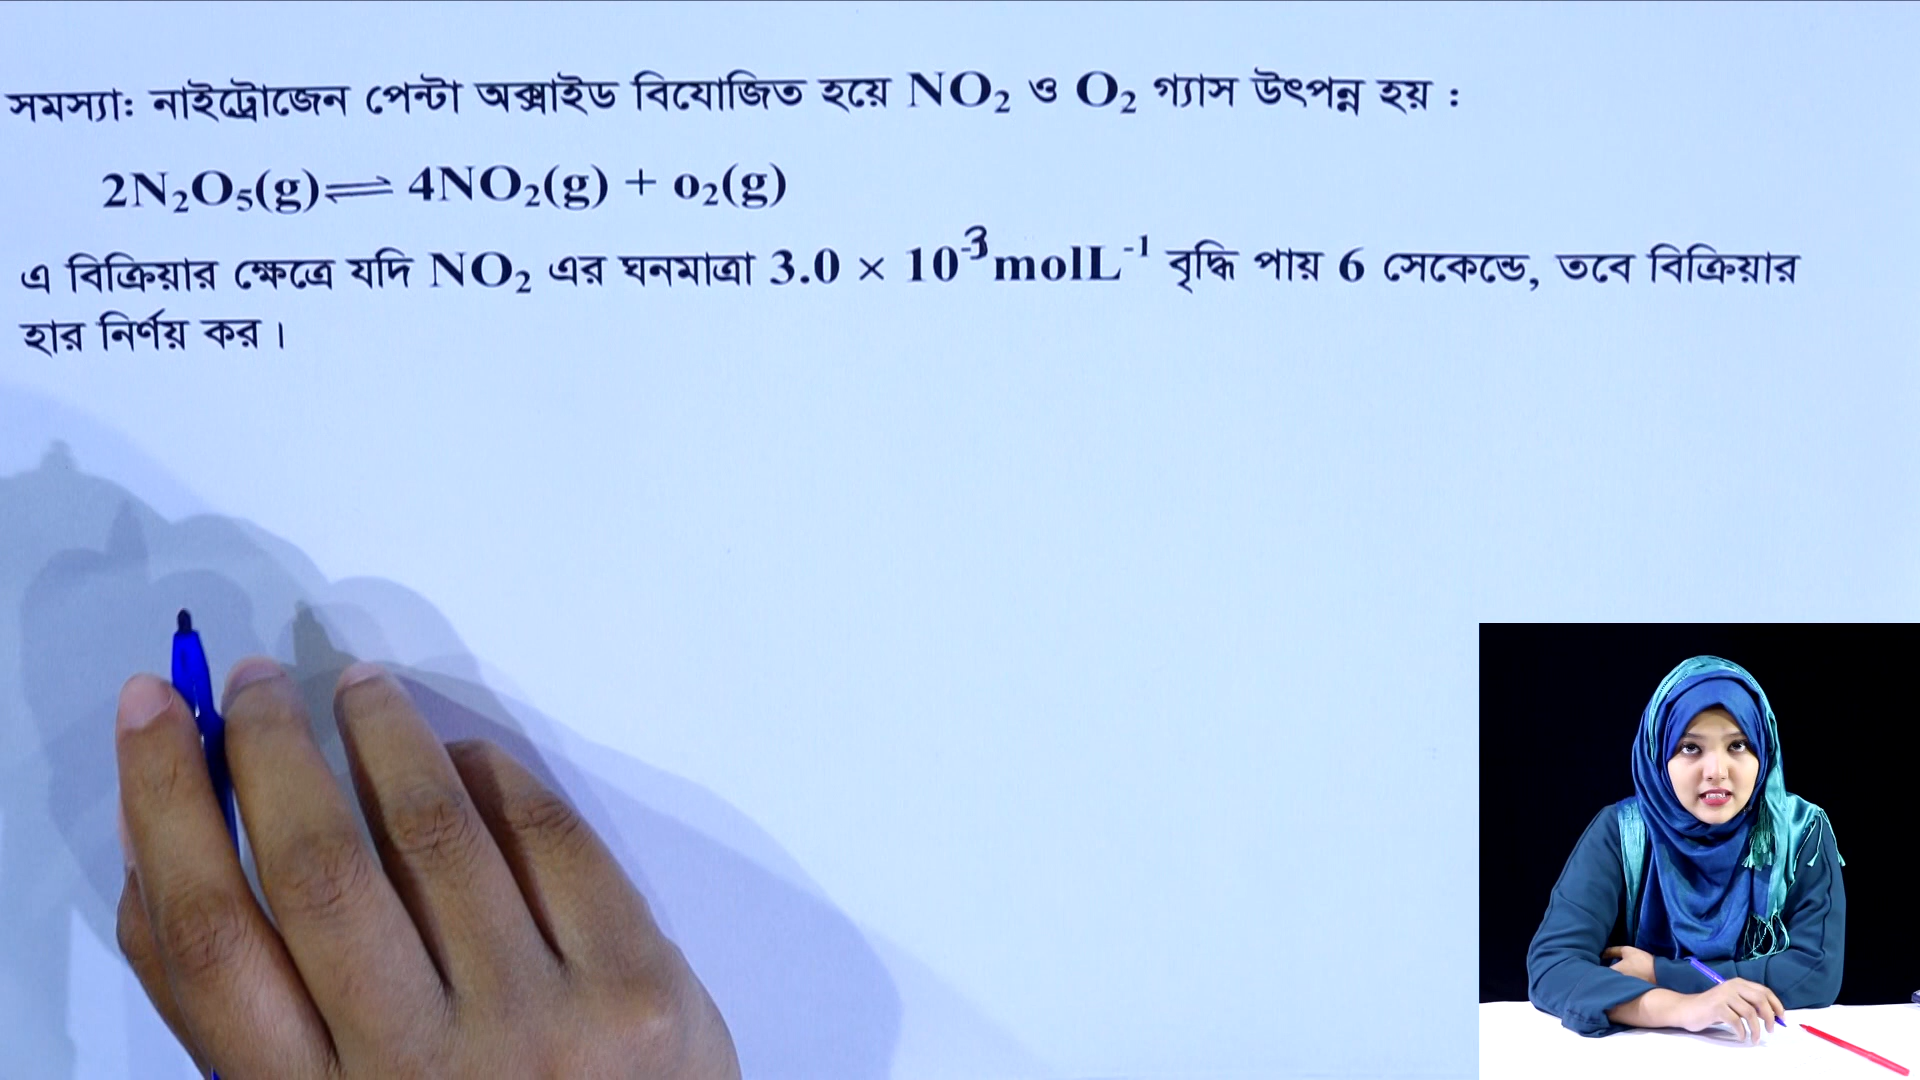 সমস্যা: নাইট্রোজেন পেন্টা অক্সাইড বিযোজিত হয়ে NO₂ ও O₂ গ্যাস উৎপন্ন হয় :
2N₂O₅(g)⇌ 4NO₂(g) + o₂(g)
এ বিক্রিয়ার ক্ষেত্রে যদি NO₂ এর ঘনমাত্রা 3.0 × 10⁻³molL⁻¹ বৃদ্ধি পায় 6 সেকেন্ডে, তবে বিক্রিয়ার
হার নির্ণয় কর।